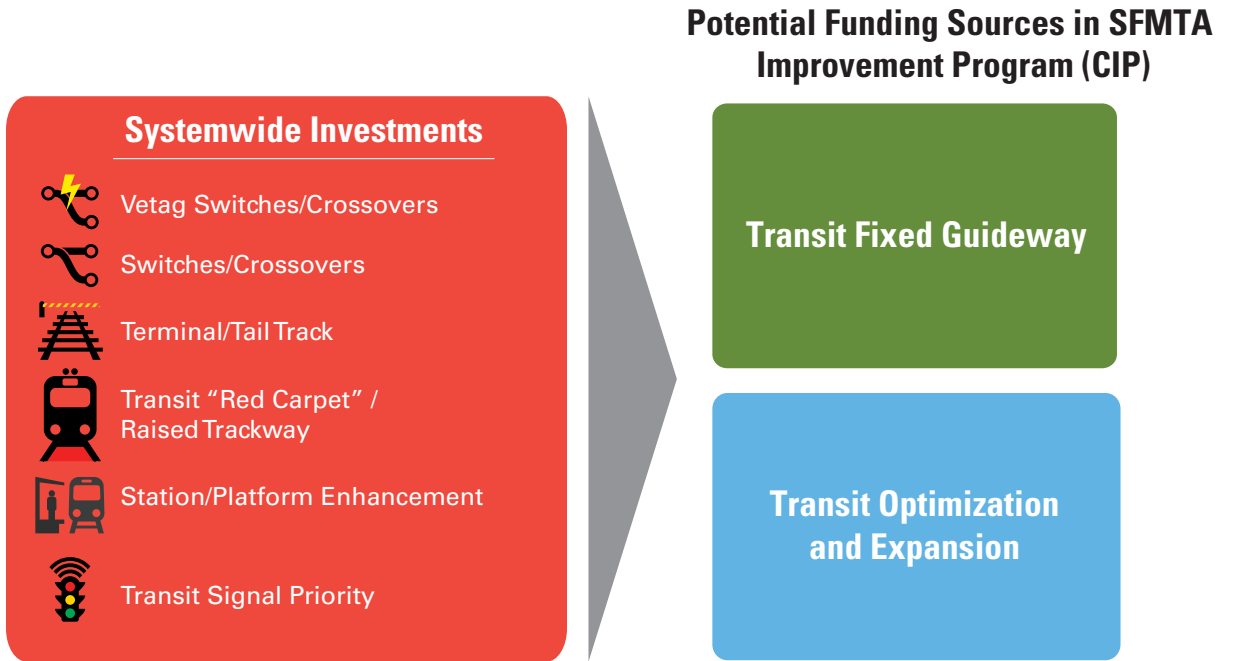 Potential Funding Sources in SFMTA
Improvement Program (CIP)
Systemwide Investments
Vetag Switches/Crossovers
Switches/Crossovers
Terminal/Tail Track
Transit “Red Carpet” /
Raised Trackway
Station/Platform Enhancement
Transit Signal Priority
Transit Fixed Guideway
Transit Optimization
and Expansion